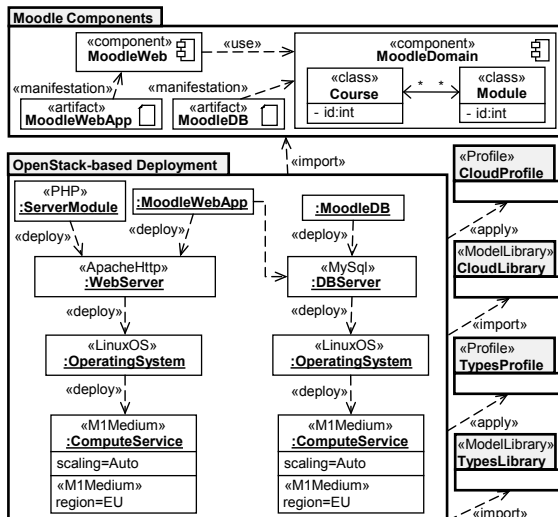 Moodle Components
«component»
MoodleWeb
«use»
«component»
MoodleDomain
«manifestation»
«manifestation»
«class»
Course
- id:int
* *
«class»
Module
- id:int
«artifact»
MoodleWebApp
«artifact»
MoodleDB
OpenStack-based Deployment
«import»
«PHP»
:ServerModule
:MoodleWebApp
:MoodleDB
«deploy»
«deploy»
«deploy»
«ApacheHttp»
:WebServer
«MySql»
:DBServer
«deploy»
«deploy»
«LinuxOS»
:OperatingSystem
«LinuxOS»
:OperatingSystem
«deploy»
«deploy»
«M1Medium»
:ComputeService
scaling=Auto
«M1Medium»
region=EU
«M1Medium»
:ComputeService
scaling=Auto
«M1Medium»
region=EU
«Profile»
CloudProfile
«apply»
«ModelLibrary»
CloudLibrary
«import»
«Profile»
TypesProfile
«apply»
«ModelLibrary»
TypesLibrary
«import»